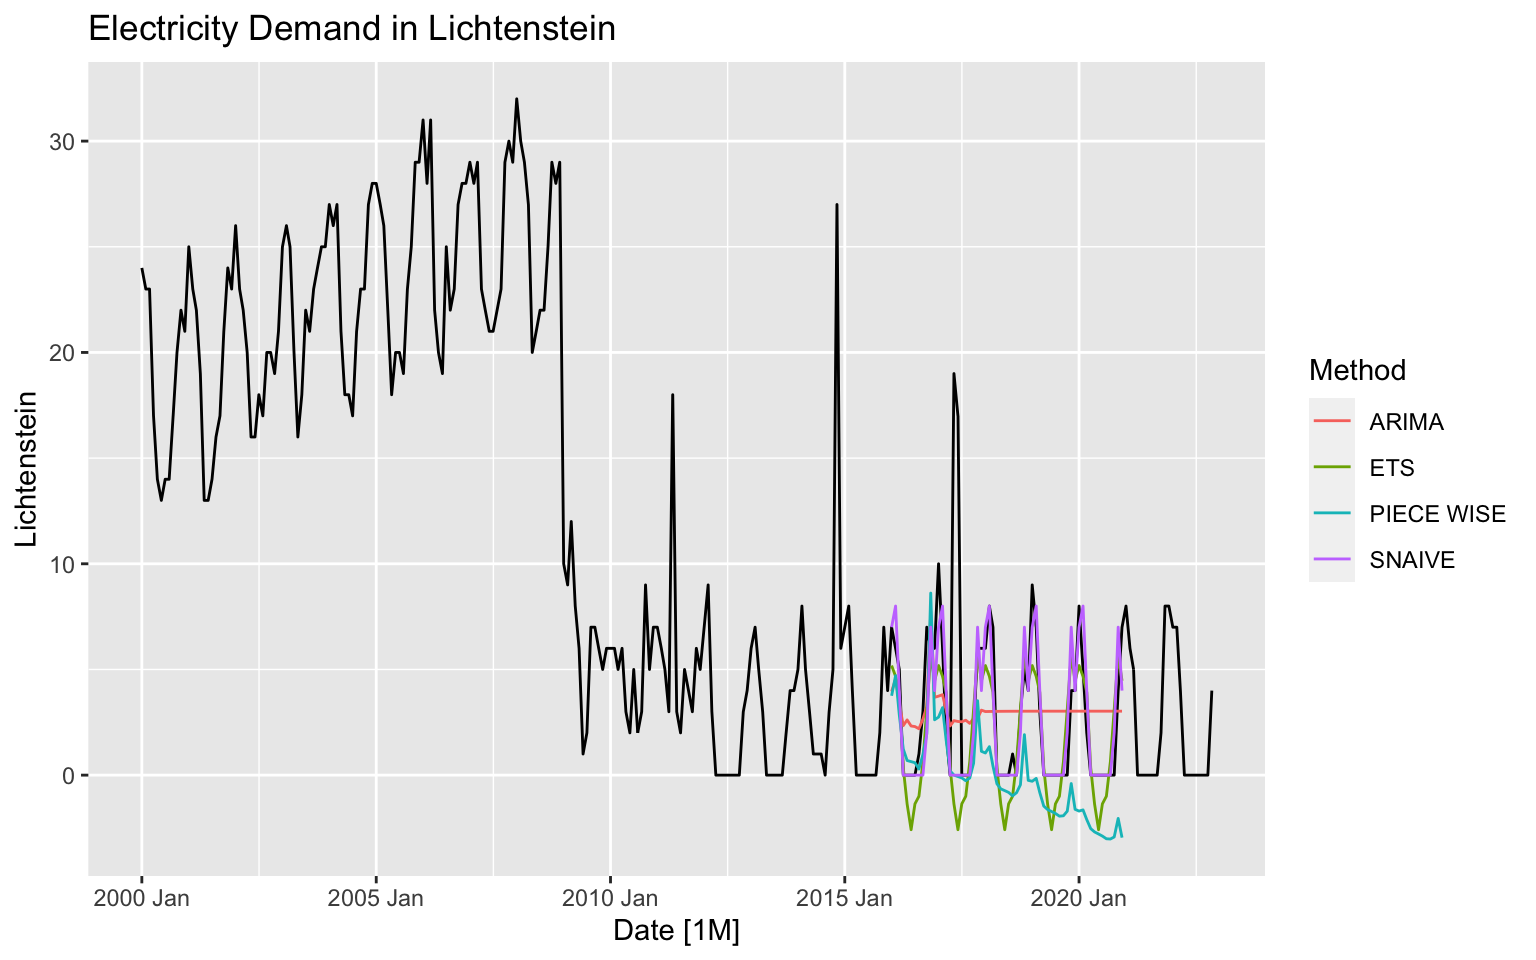 Electricity Demand in Lichtenstein
30
20
10
0
Lichtenstein
2000 Jan
2005 Jan
2010 Jan
2015 Jan
2020 Jan
Date [1M]
Method
ARIMA
ETS
PIECE WISE
SNAIVE